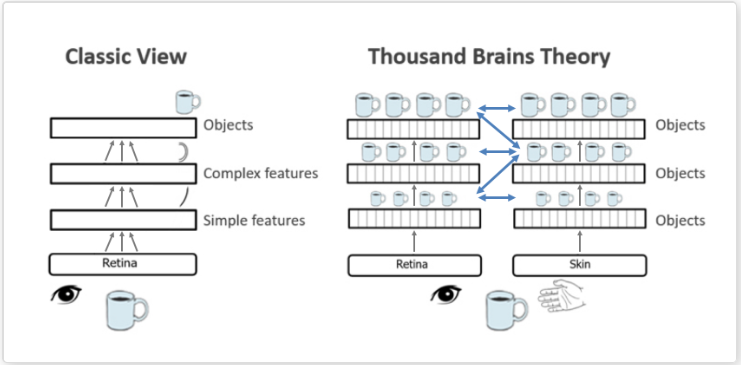 Classic View
Objects
Complex features
Simple features
Retina
Thousand Brains Theory
Objects
Objects
Objects
Retina
Skin